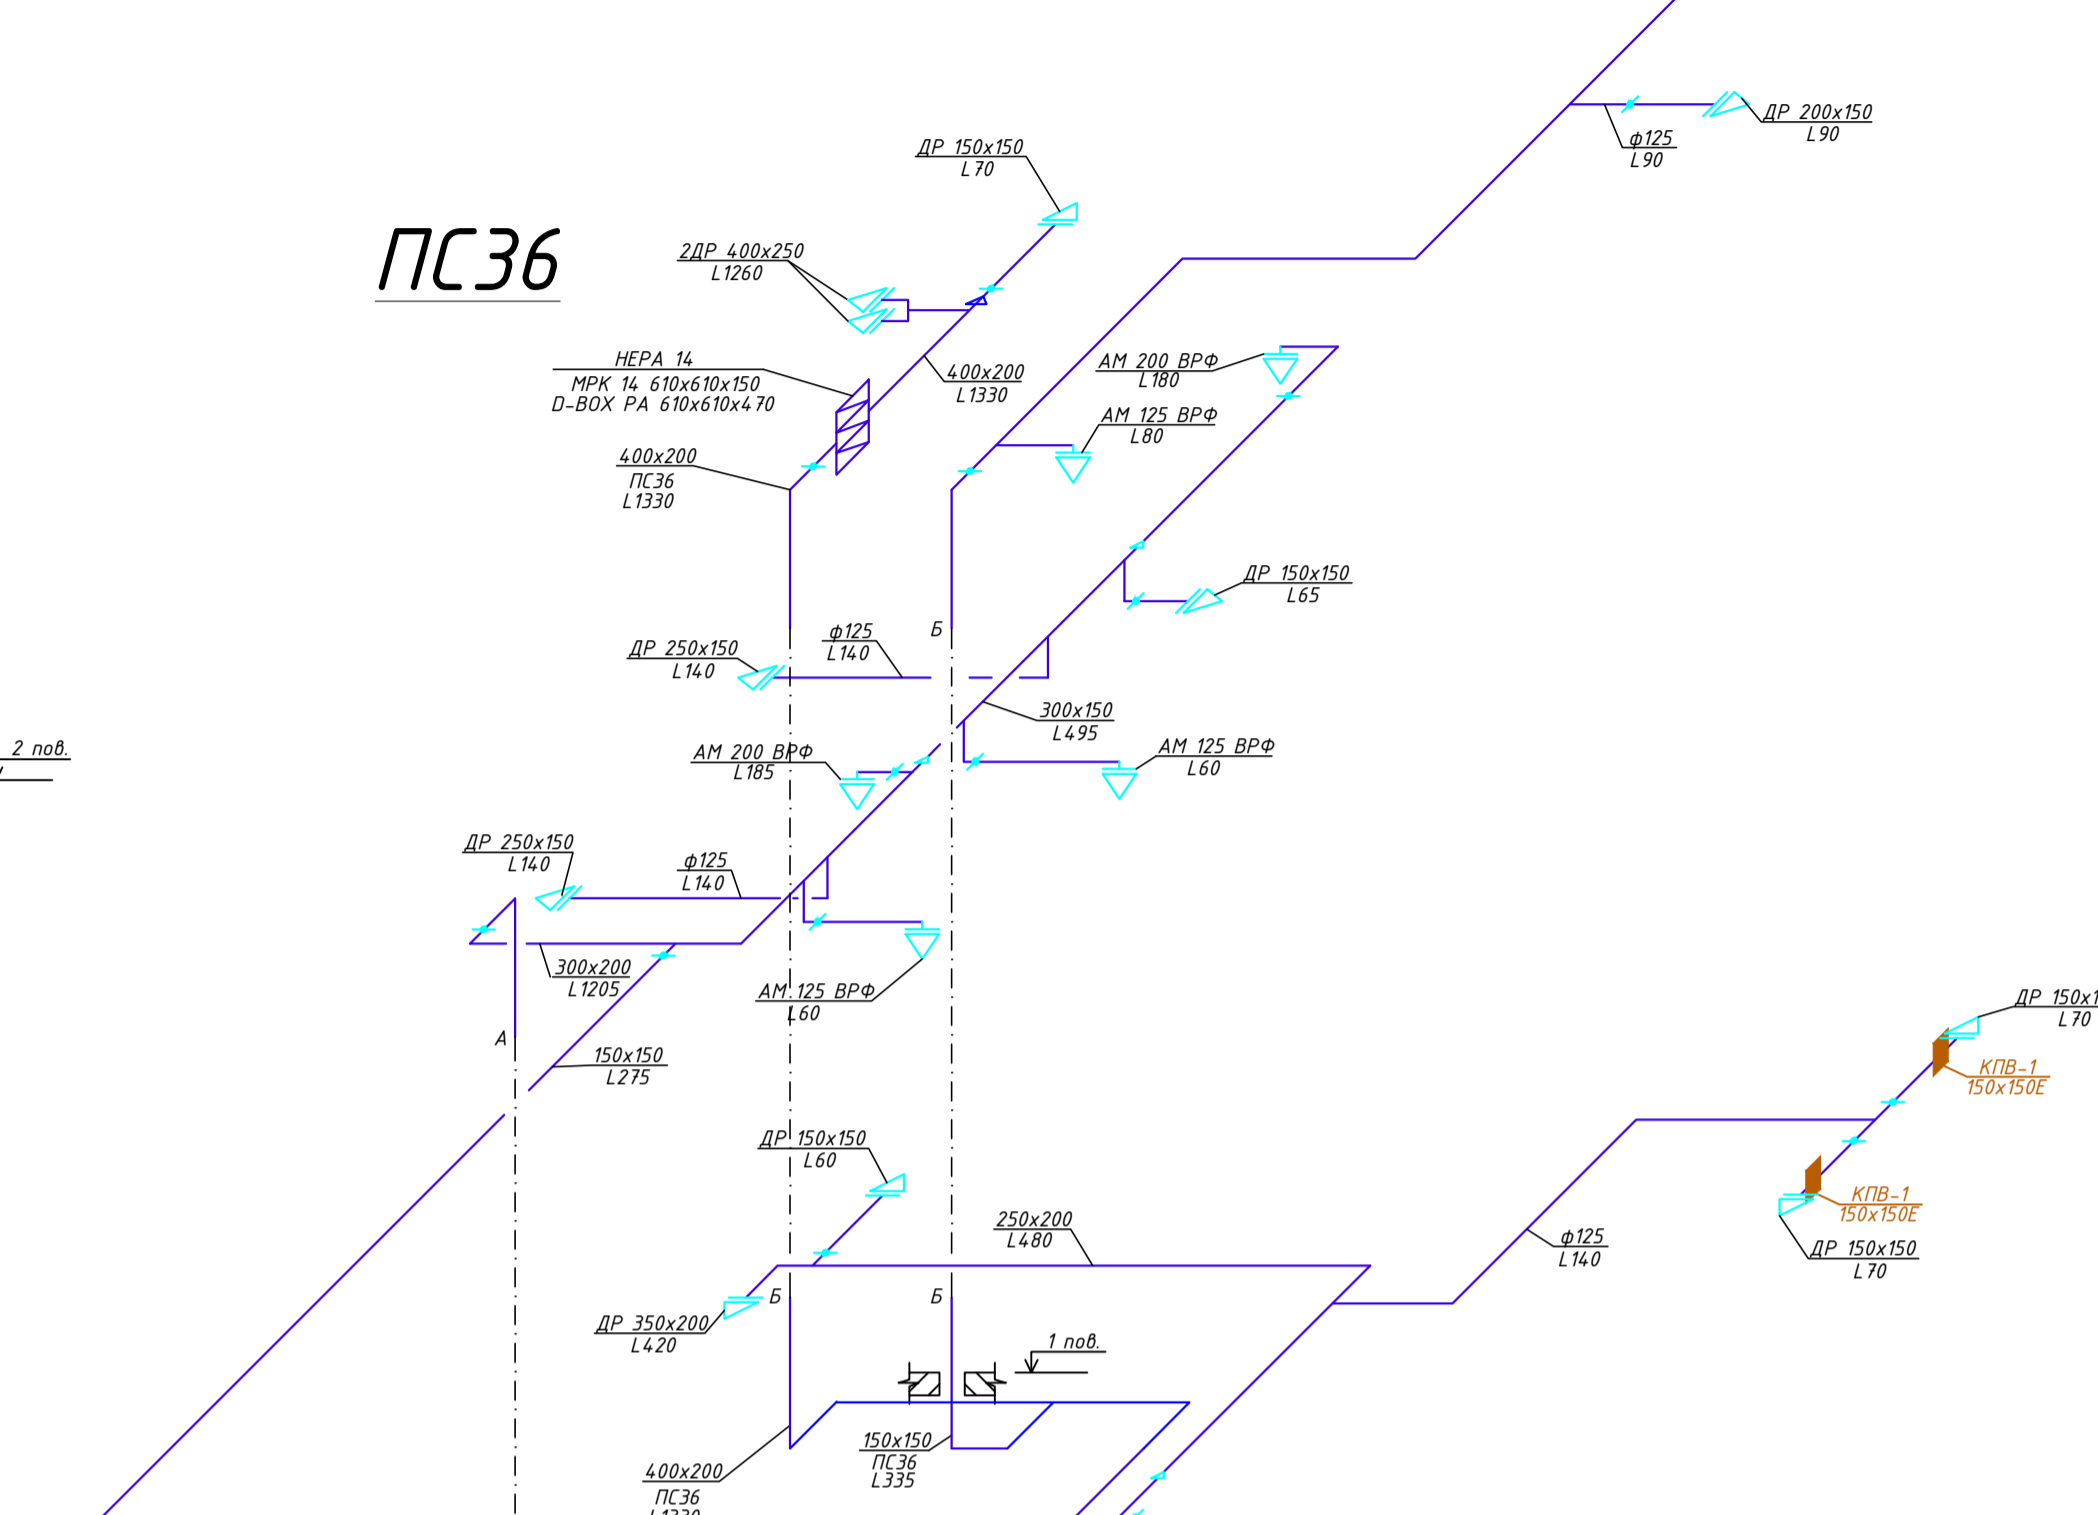 ДР 200х150
L90
ф125
L90
ДР 150х150
L70
ПС36
2ДР 400х250
L1260
НЕРА 14
МРК 14 610х610х150
D-BOX РА 610х610х470
400х200
L1330
АМ 200 ВРФ
L180
АМ 125 ВРФ
L80
400х200
ПС36
L1330
ДР 150х150
L65
Б
ф125
L140
ДР 250х150
L140
300х150
L495
2 пов.
АМ 200 ВРФ
L185
АМ 125 ВРФ
L60
ДР 250х150
L140
ф125
L140
300х200
L1205
АМ 125 ВРФ
L60
А
150х150
L275
ДР 150х1
L70
КПВ-1
150х150Е
ДР 150х150
L60
КПВ-1
150х150Е
250х200
L480
ф125
L140
ДР 150х150
L70
Б
Б
ДР 350х200
L420
1 пов.
150х150
ПС36
L335
400х200
ПС36